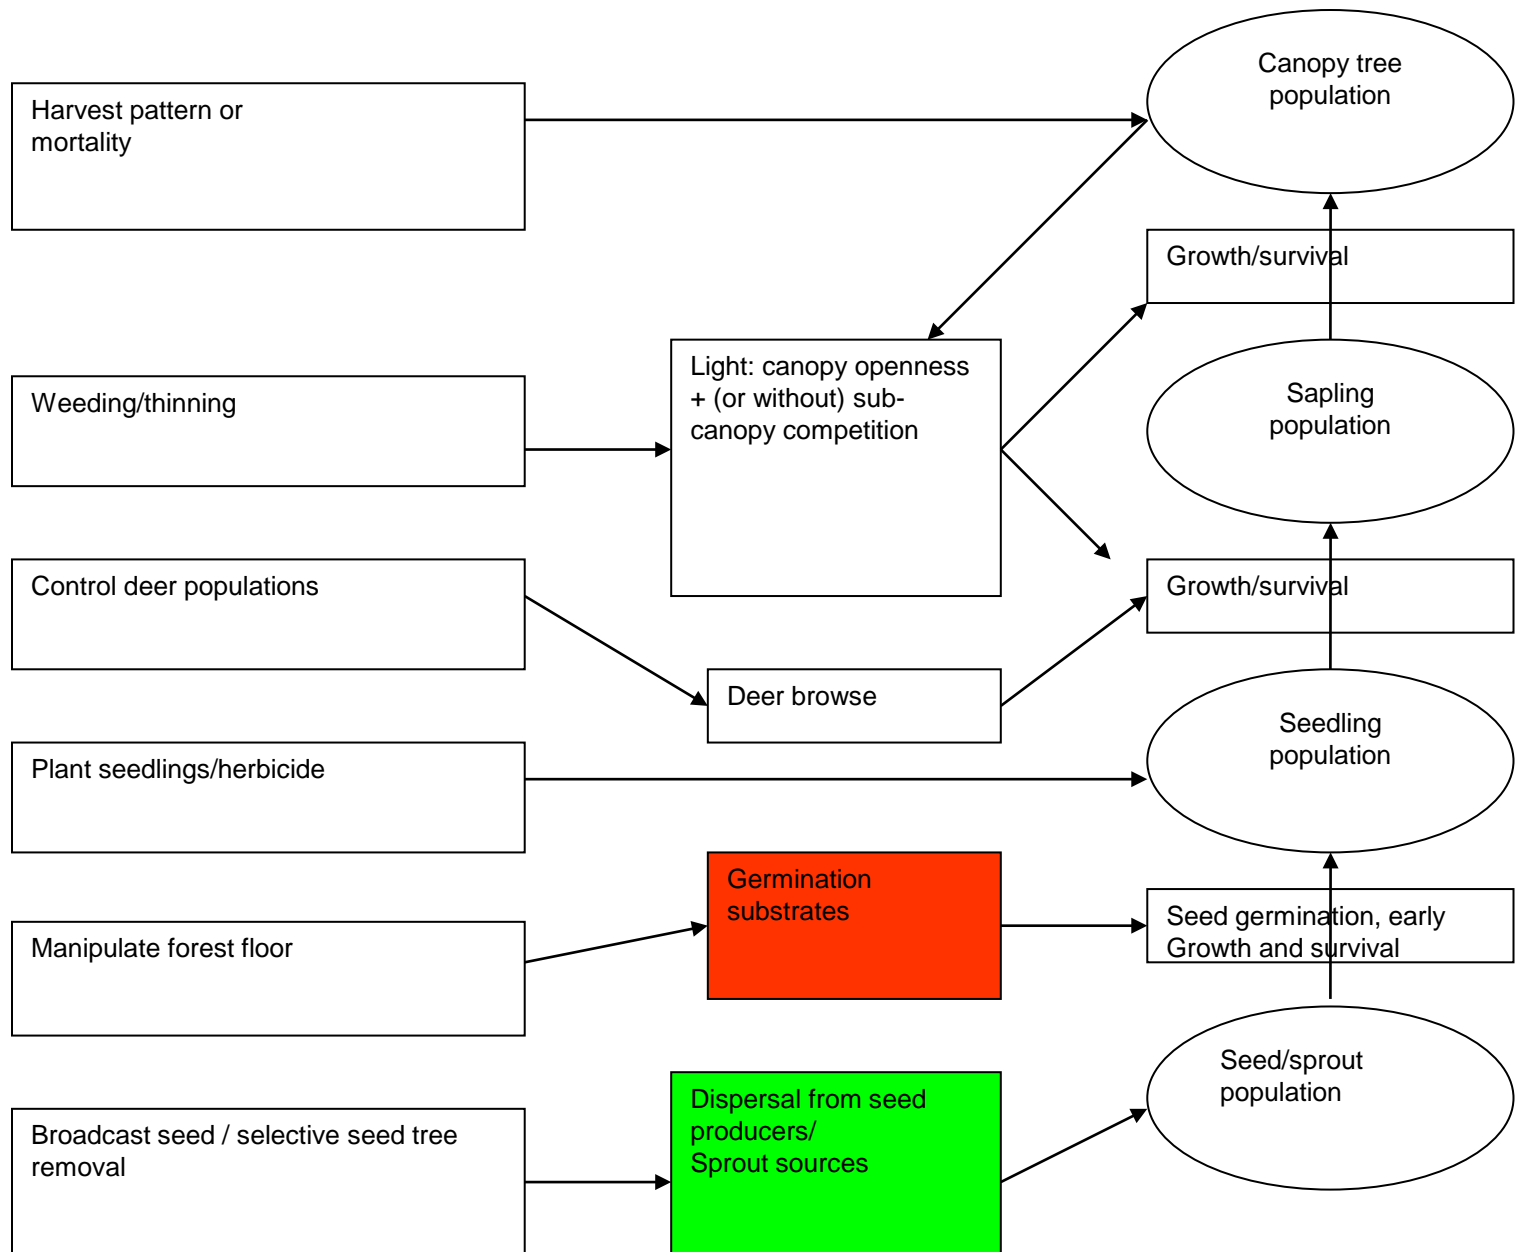 Canopy tree
population
Harvest pattern or
mortality
Growth/survival
Light: canopy openness
+ (or without) sub-
canopy competition
Weeding/thinning
Sapling
population
Control deer populations
Growth/survival
Deer browse
Seedling
population
Plant seedlings/herbicide
Germination
substrates
Manipulate forest floor
Seed germination, early
Growth and survival
Seed/sprout
population
Dispersal from seed
producers/
Sprout sources
Broadcast seed / selective seed tree
removal